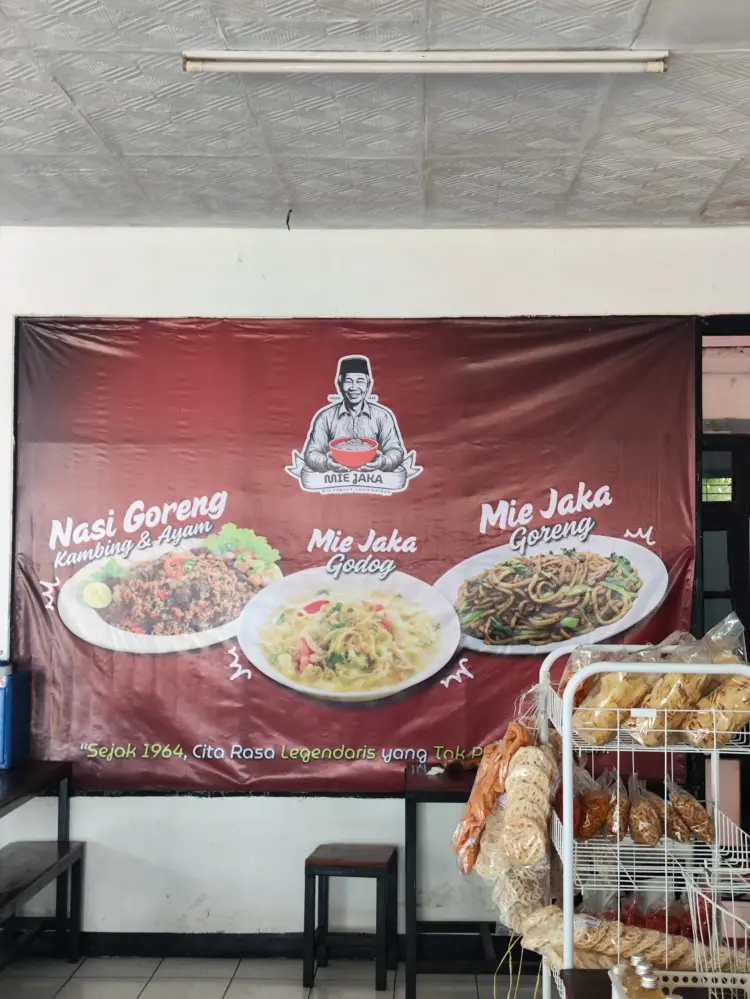 MIE JAKA
Nasi Goreng
Kambing & Ayam
Mie Jaka
Godog
Mie Jaka
Goreng
"Sejak 1964, Cita Rasa Legendaris yang Tak